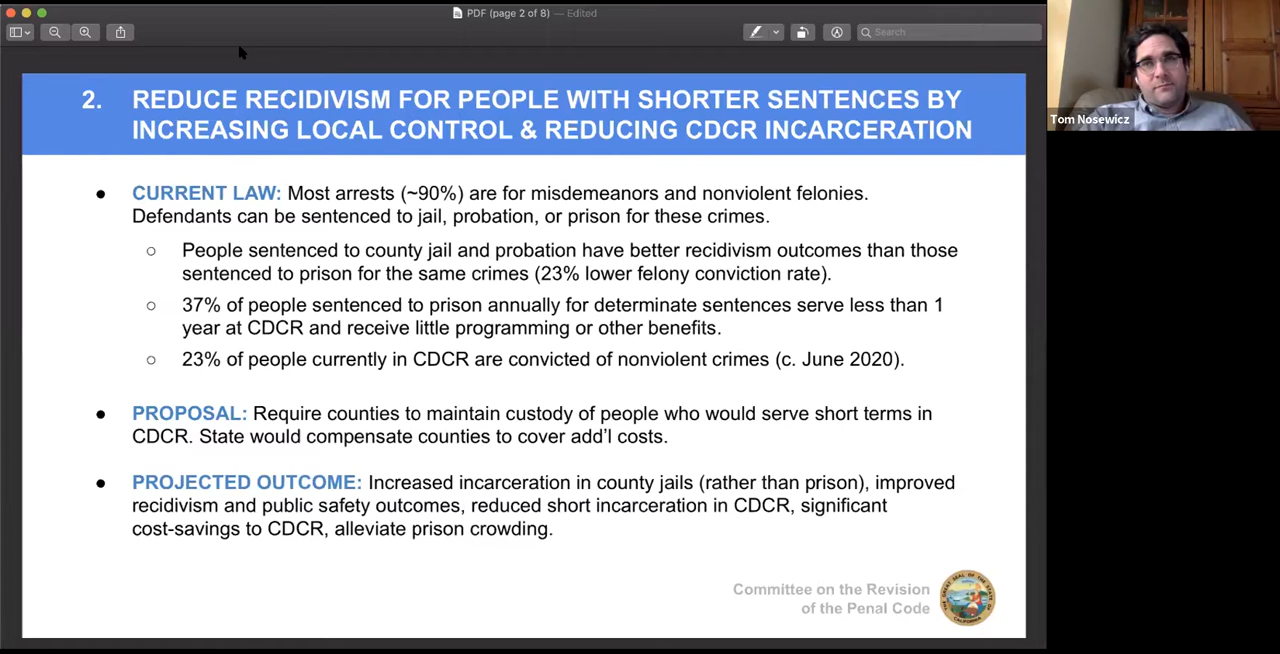 PDF (page 2 of 8) — Edited
Search
2. REDUCE RECIDIVISM FOR PEOPLE WITH SHORTER SENTENCES BY
INCREASING LOCAL CONTROL & REDUCING CDCR INCARCERATION
Tom Nosewicz
● CURRENT LAW: Most arrests (~90%) are for misdemeanors and nonviolent felonies.
Defendants can be sentenced to jail, probation, or prison for these crimes.
○ People sentenced to county jail and probation have better recidivism outcomes than those
sentenced to prison for the same crimes (23% lower felony conviction rate).
○ 37% of people sentenced to prison annually for determinate sentences serve less than 1
year at CDCR and receive little programming or other benefits.
○ 23% of people currently in CDCR are convicted of nonviolent crimes (c. June 2020).
● PROPOSAL: Require counties to maintain custody of people who would serve short terms in
CDCR. State would compensate counties to cover add’l costs.
● PROJECTED OUTCOME: Increased incarceration in county jails (rather than prison), improved
recidivism and public safety outcomes, reduced short incarceration in CDCR, significant
cost-savings to CDCR, alleviate prison crowding.
Committee on the Revision
of the Penal Code